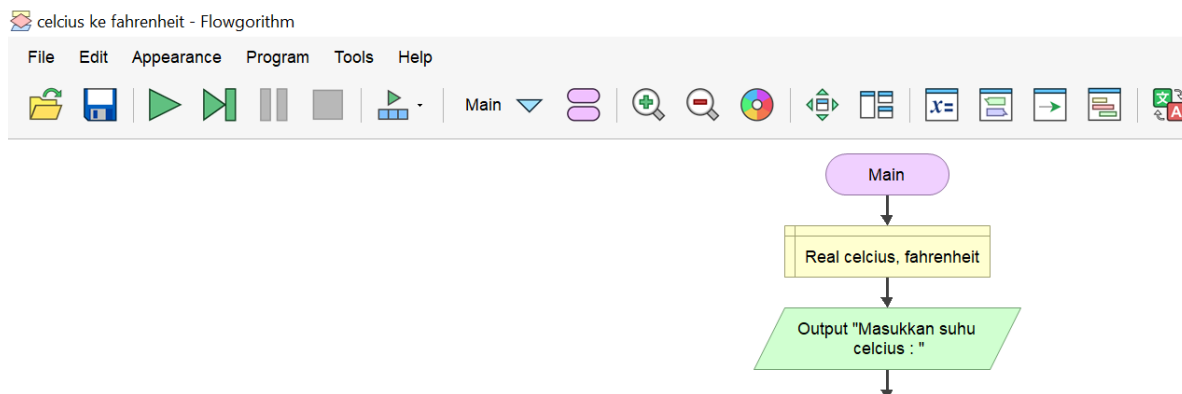 celcius ke fahrenheit - Flowgorithm
File Edit Appearance Program Tools Help
Main x=
Main
Real celcius, fahrenheit
Output "Masukkan suhu
celcius : "